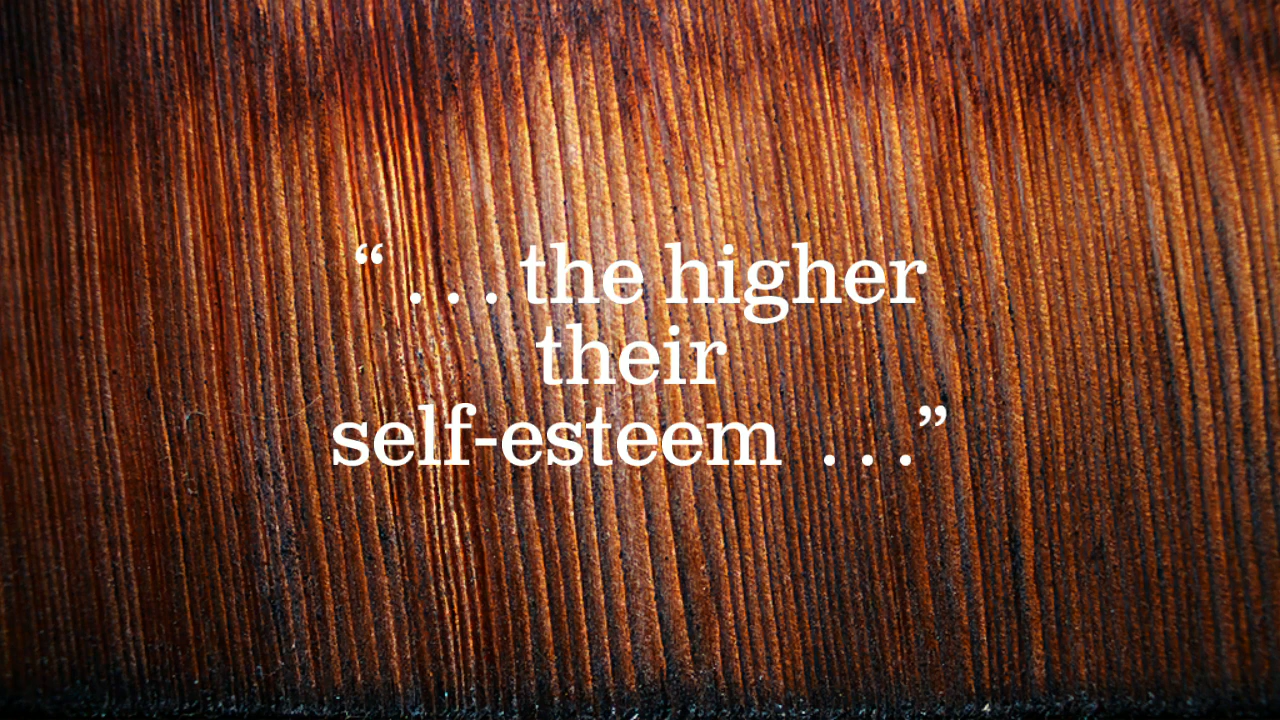 “ . . . the higher
their
self-esteem . . .”